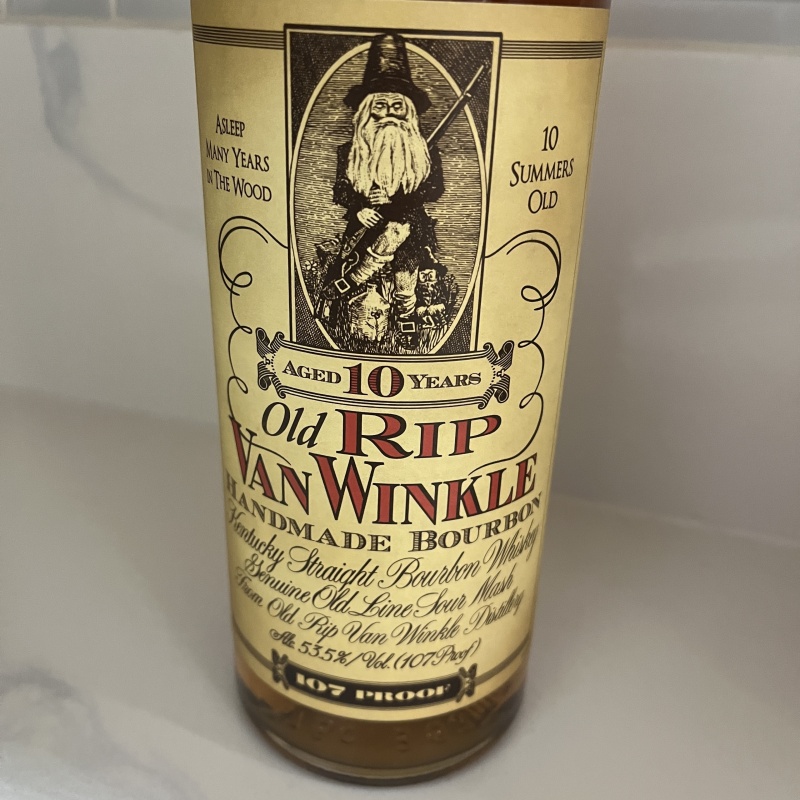 ASLEEP
MANY YEARS
IN THE WOOD
10
SUMMERS
OLD
AGED 10 YEARS
Old RIP
VAN WINKLE
HANDMADE BOURBON
Kentucky Straight Bourbon Whisky
Genuine Old Line Sour Mash
From Old Rip Van Winkle Distillery
Alc. 53.5%/Vol. (107 Proof)
107 PROOF